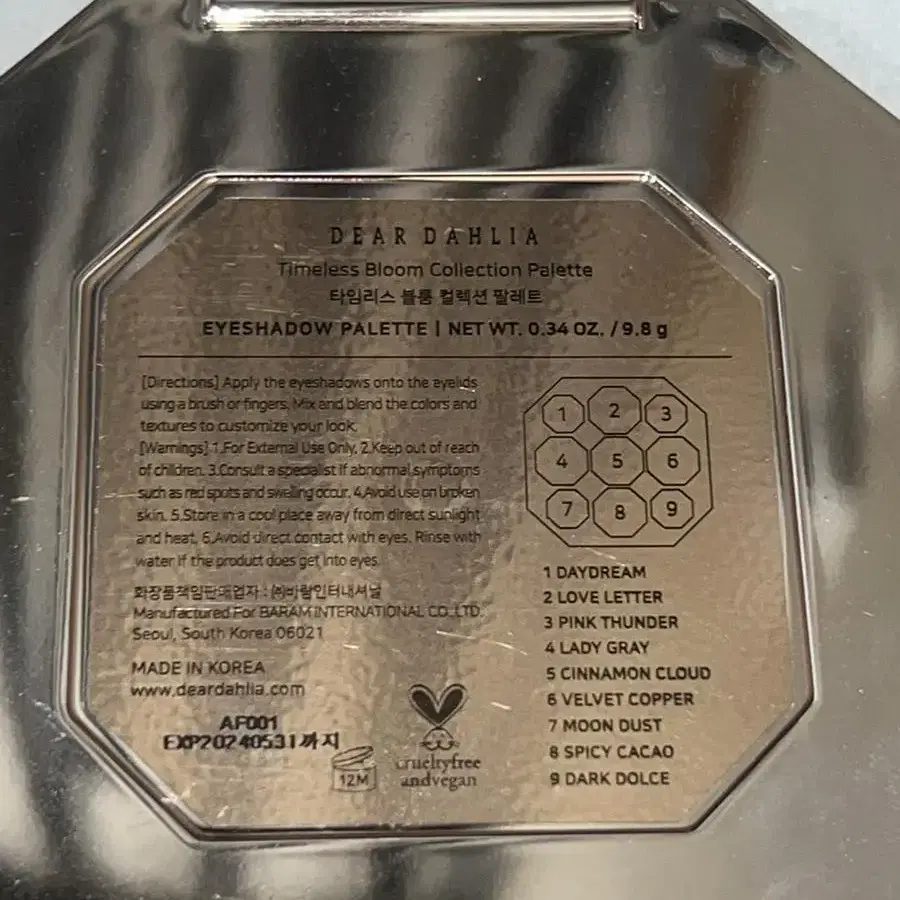 DEAR DAHLIA
Timeless Bloom Collection Palette
타임리스 블룸 컬렉션 팔레트
EYESHADOW PALETTE | NET WT. 0.34 OZ. / 9.8 g
[Directions] Apply the eyeshadows onto the eyelids
using a brush or fingers. Mix and blend the colors and
textures to customize your look.
[Warnings] 1.For External Use Only. 2.Keep out of reach
of children. 3.Consult a specialist if abnormal symptoms
such as red spots and swelling occur. 4.Avoid use on broken
skin. 5.Store in a cool place away from direct sunlight
and heat. 6.Avoid direct contact with eyes. Rinse with
water if the product does get into eyes.
화장품책임판매업자 : ㈜바람인터내셔날
Manufactured For BARAM INTERNATIONAL CO.,LTD.
Seoul, South Korea 06021
MADE IN KOREA
www.deardahlia.com
AF001
EXP20240531까지
12M
crueltyfree
andvegan
1 2 3
4 5 6
7 8 9
1 DAYDREAM
2 LOVE LETTER
3 PINK THUNDER
4 LADY GRAY
5 CINNAMON CLOUD
6 VELVET COPPER
7 MOON DUST
8 SPICY CACAO
9 DARK DOLCE